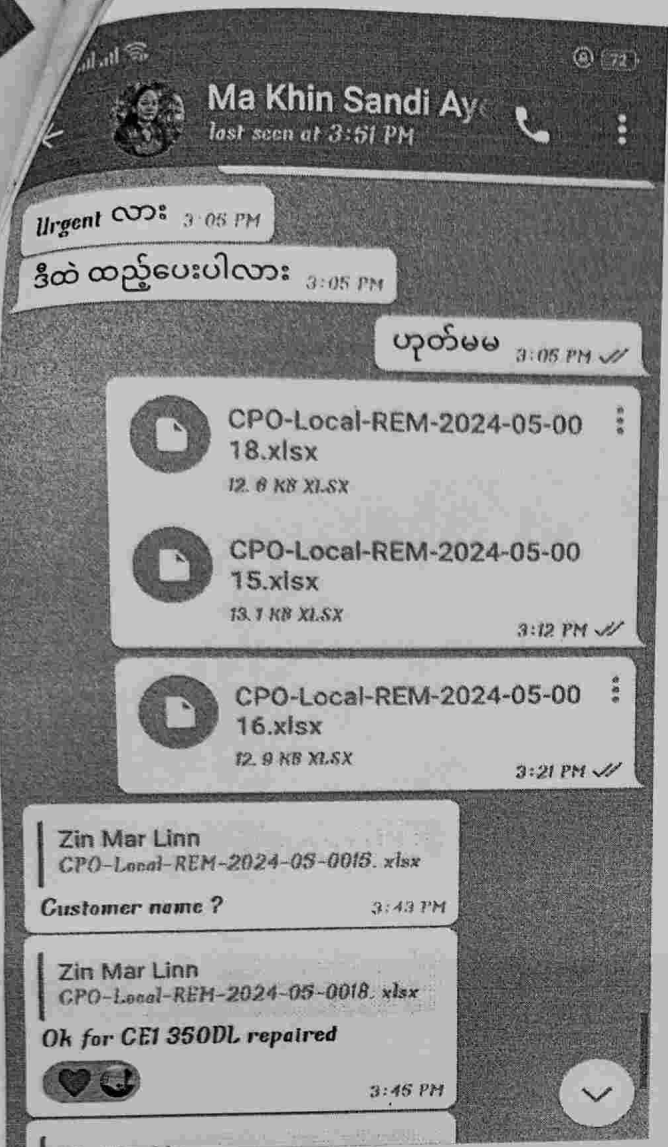 72
Ma Khin Sandi Ay
last seen at 3:51 PM
Urgent လား 3:05 PM
ဒီထဲ ထည့်ပေးပါလား 3:05 PM
ဟုတ်မမ 3:05 PM
CPO-Local-REM-2024-05-00
18.xlsx
12.6 KB XLSX
CPO-Local-REM-2024-05-00
15.xlsx
13.1 KB XLSX
3:12 PM
CPO-Local-REM-2024-05-00
16.xlsx
12.9 KB XLSX
3:21 PM
Zin Mar Linn
CPO-Local-REM-2024-05-0015.xlsx
Customer name ? 3:43 PM
Zin Mar Linn
CPO-Local-REM-2024-05-0018.xlsx
Ok for CE1 350DL repaired
3:45 PM